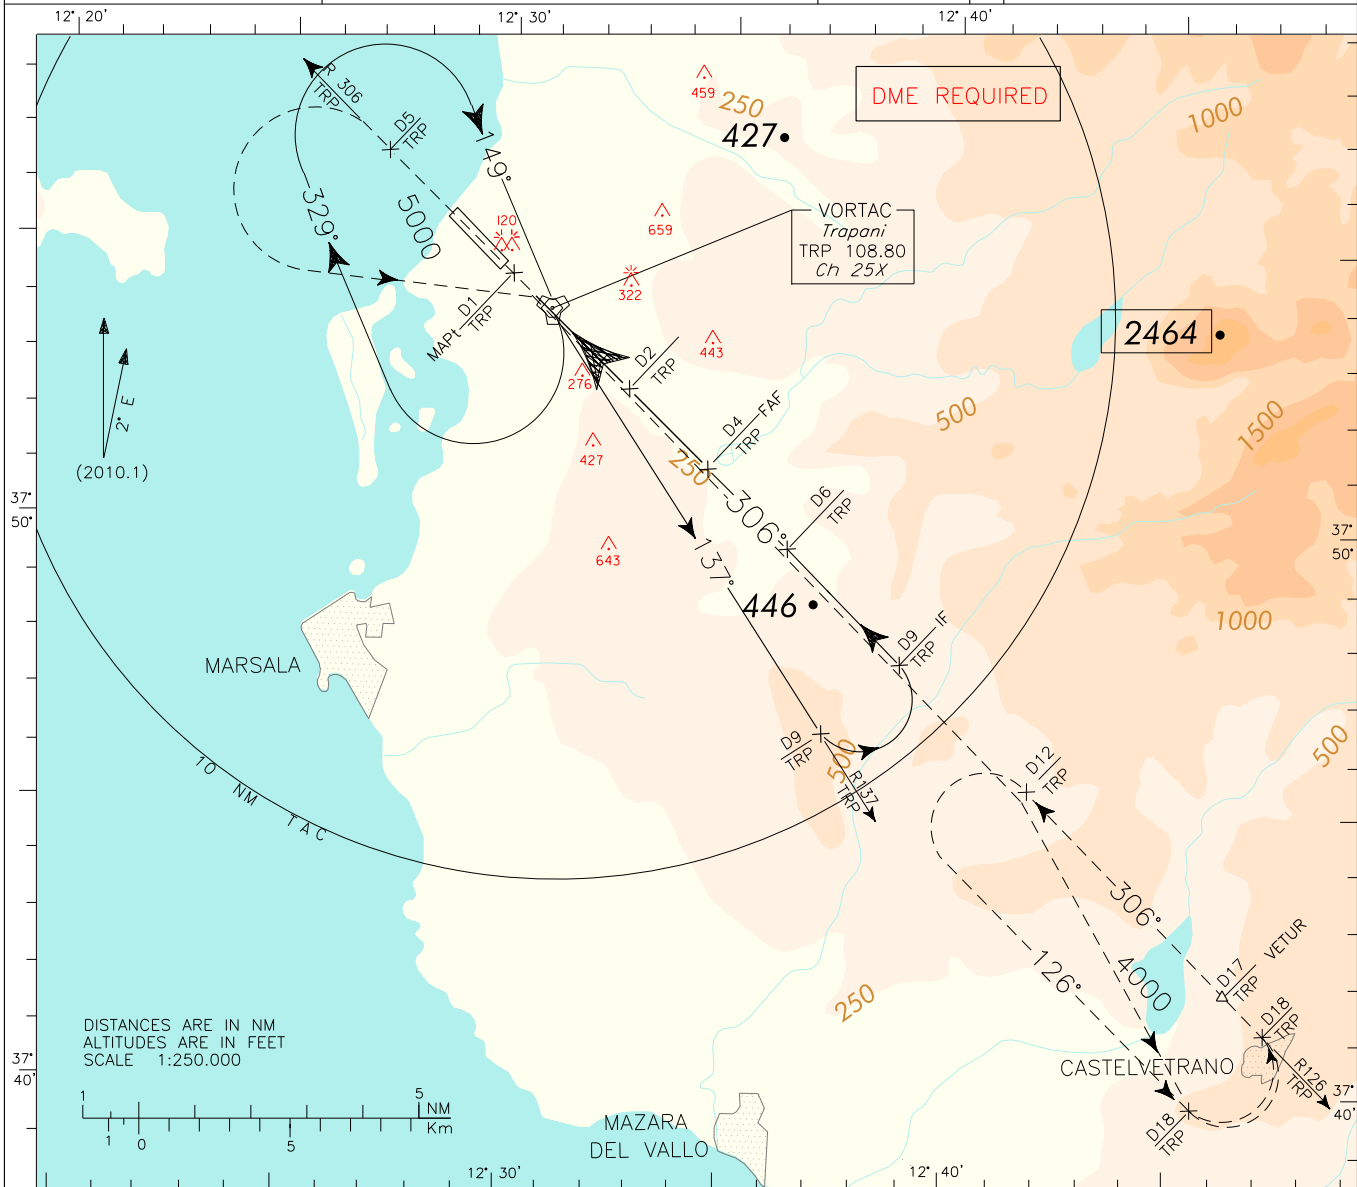 12° 20'
12° 30'
12° 40'
R 306
TRP
D5
TRP
149°
459
250
DME REQUIRED
1000
427
329°
5000
120
659
VORTAC
Trapani
TRP 108.80
Ch 25X
322
MAPt
D1
TRP
2464
443
D2
TRP
276
2° E
(2010.1)
D4
TRP
FAF
500
1500
427
250
37°
50'
306°
D6
TRP
37°
50'
643
137°
446
1000
MARSALA
D9
TRP
IF
D9
TRP
500
R137
TRP
500
10 NM TAC
D12
TRP
306°
VETUR
D17
TRP
126°
4000
250
D18
TRP
DISTANCES ARE IN NM
ALTITUDES ARE IN FEET
SCALE 1:250.000
37°
40'
CASTELVETRANO
R126
TRP
37°
40'
1 5 NM
1 0 5 Km
D18
TRP
MAZARA
DEL VALLO
12° 30'
12° 40'